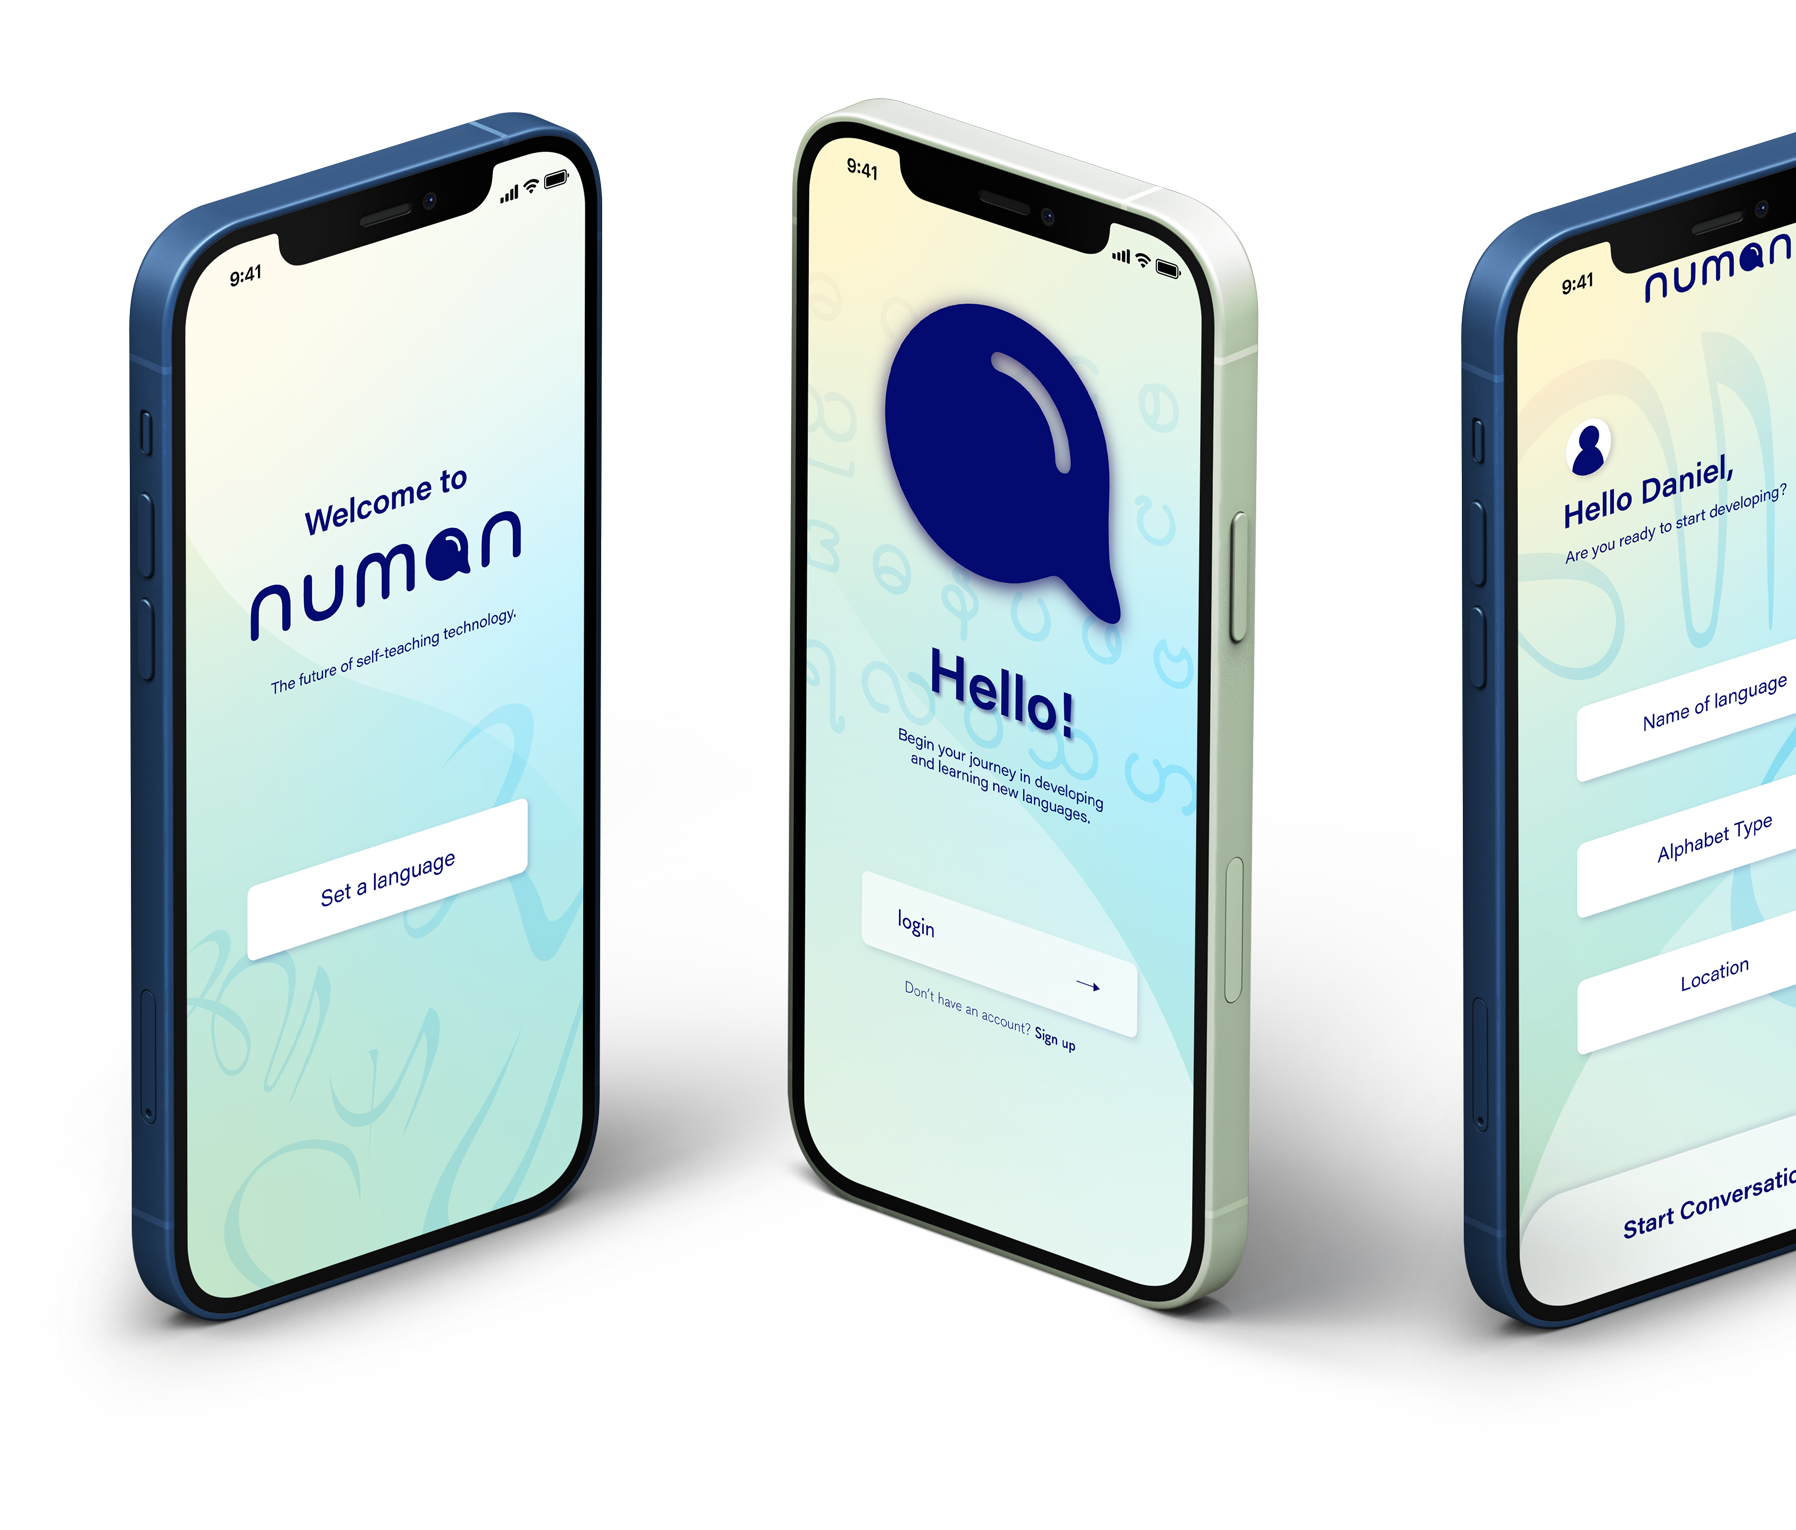 9:41
Welcome to
numan
The future of self-teaching technology.
Set a language
9:41
Hello!
Begin your journey in developing
and learning new languages.
login
→
Don't have an account? Sign up
9:41
numan
Hello Daniel,
Are you ready to start developing?
Name of language
Alphabet Type
Location
Start